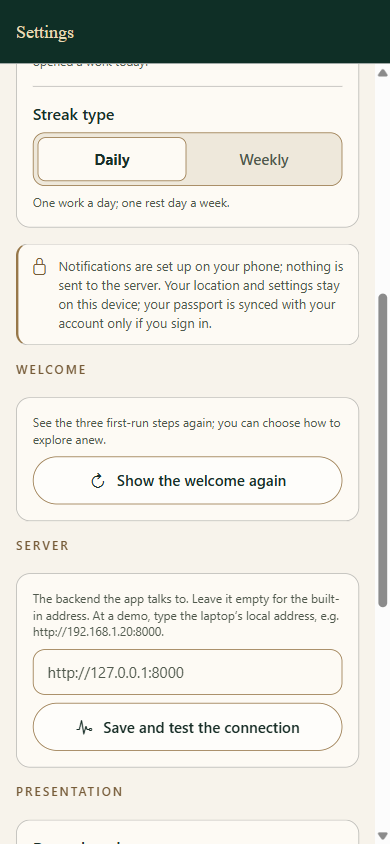 Settings
opened a work today.
Streak type
Daily
Weekly
One work a day; one rest day a week.
Notifications are set up on your phone; nothing is
sent to the server. Your location and settings stay
on this device; your passport is synced with your
account only if you sign in.
WELCOME
See the three first-run steps again; you can choose how to
explore anew.
Show the welcome again
SERVER
The backend the app talks to. Leave it empty for the built-
in address. At a demo, type the laptop's local address, e.g.
http://192.168.1.20:8000.
http://127.0.0.1:8000
Save and test the connection
PRESENTATION